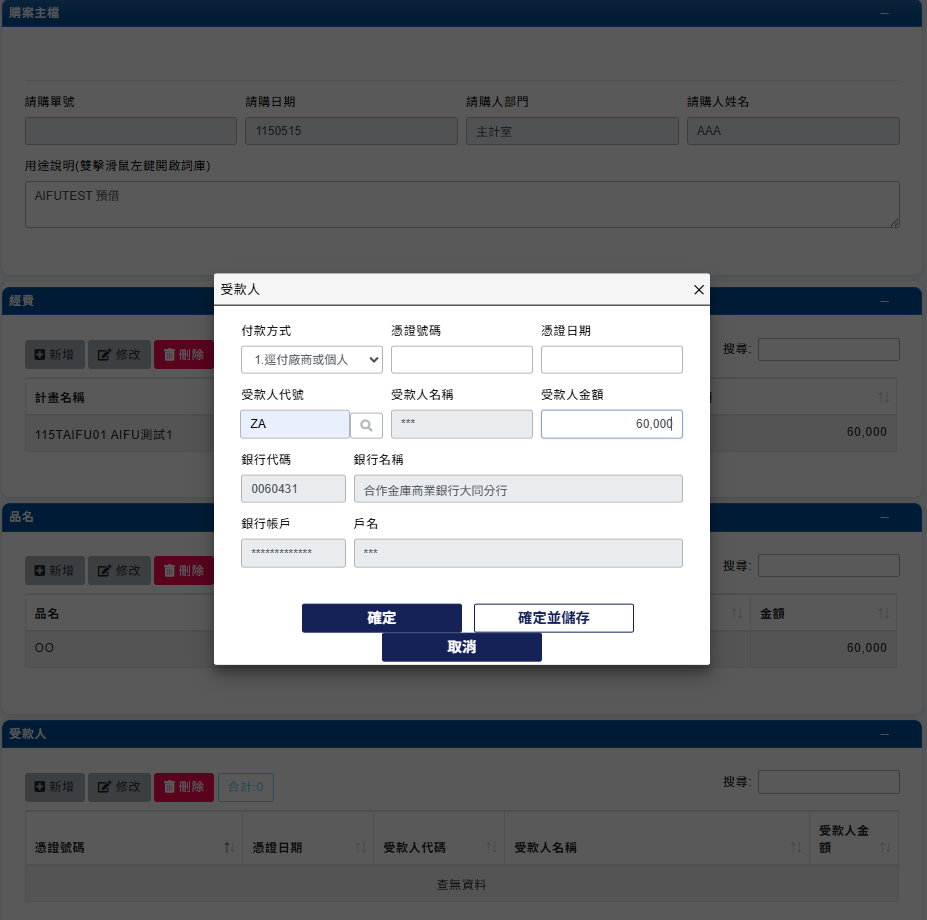 購案主檔
請購單號 請購日期 請購人部門 請購人姓名
1150515 主計室 AAA
用途說明(雙擊滑鼠左鍵開啟詞庫)
AIFUTEST 預借
受款人
付款方式 憑證號碼 憑證日期
1.逕付廠商或個人
受款人代號 受款人名稱 受款人金額
ZA *** 60,000
銀行代碼 銀行名稱
0060431 合作金庫商業銀行大同分行
銀行帳戶 戶名
************* ***
確定 確定並儲存
取消
經費
新增 修改 刪除 搜尋:
計畫名稱
115TAIFU01 AIFU測試1 60,000
品名
新增 修改 刪除 搜尋:
品名 金額
OO 60,000
受款人
新增 修改 刪除 合計:0 搜尋:
憑證號碼 憑證日期 受款人代碼 受款人名稱 受款人金
額
查無資料